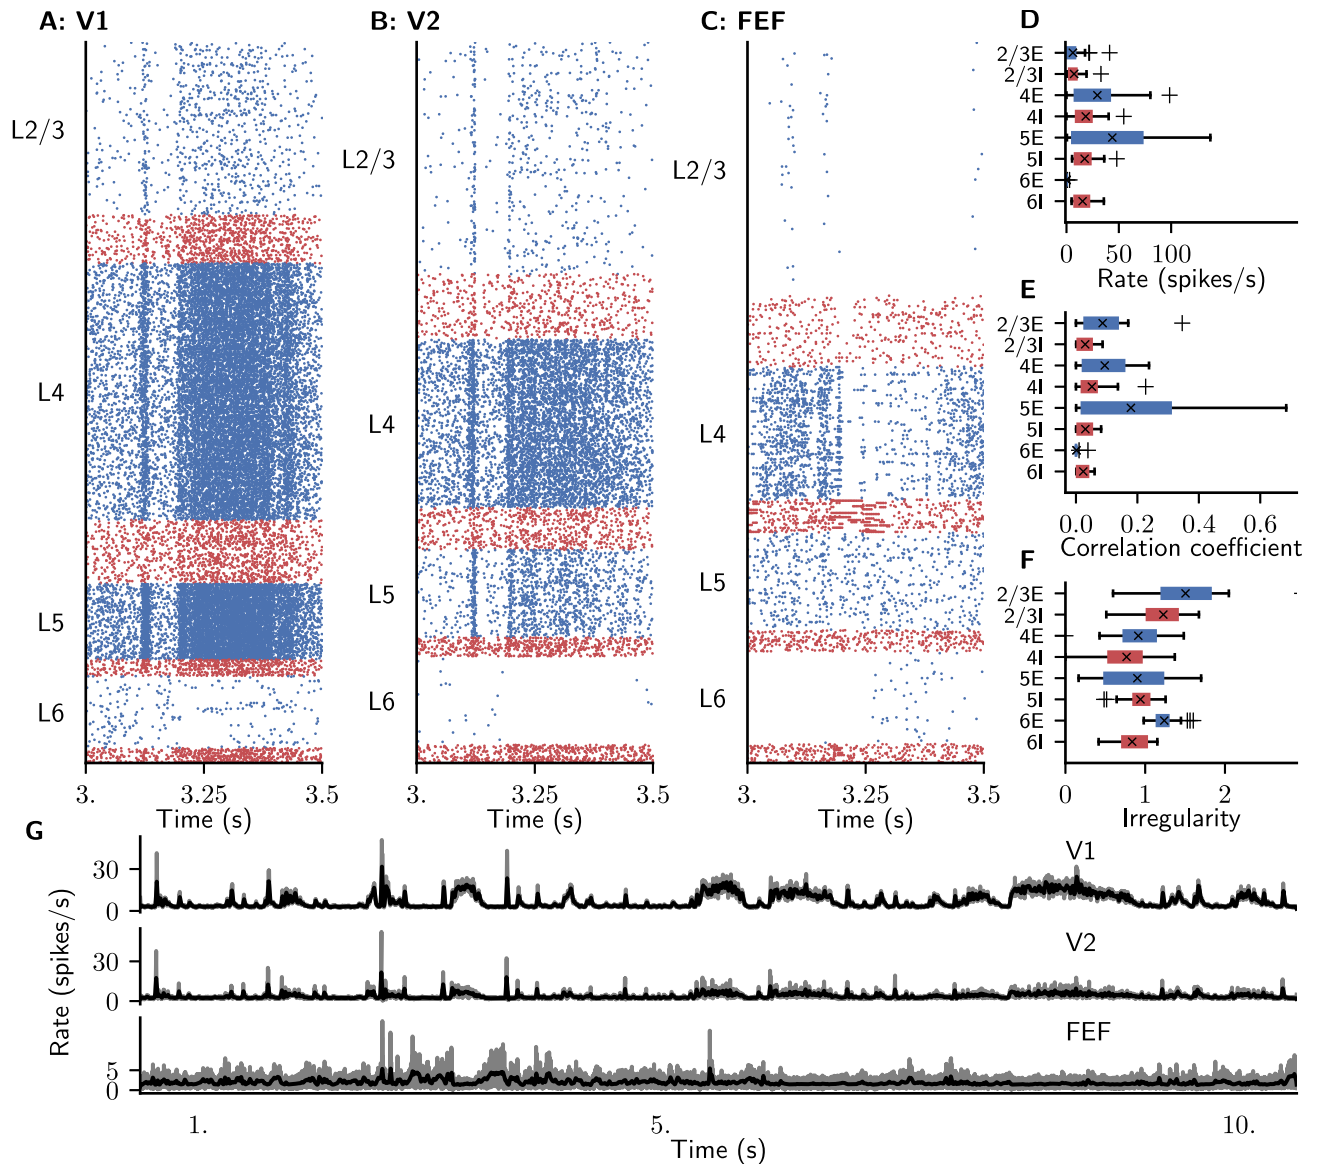 A: V1
L2/3
L4
L5
L6
3. 3.25 3.5
Time (s)
B: V2
L2/3
L4
L5
L6
3. 3.25 3.5
Time (s)
C: FEF
L2/3
L4
L5
L6
3. 3.25 3.5
Time (s)
D
2/3E
2/3I
4E
4I
5E
5I
6E
6I
0 50 100
Rate (spikes/s)
E
2/3E
2/3I
4E
4I
5E
5I
6E
6I
0.0 0.2 0.4 0.6
Correlation coefficient
F
2/3E
2/3I
4E
4I
5E
5I
6E
6I
0 1 2
Irregularity
G
Rate (spikes/s)
V1
30
0
V2
30
0
FEF
5
0
1. 5. 10.
Time (s)